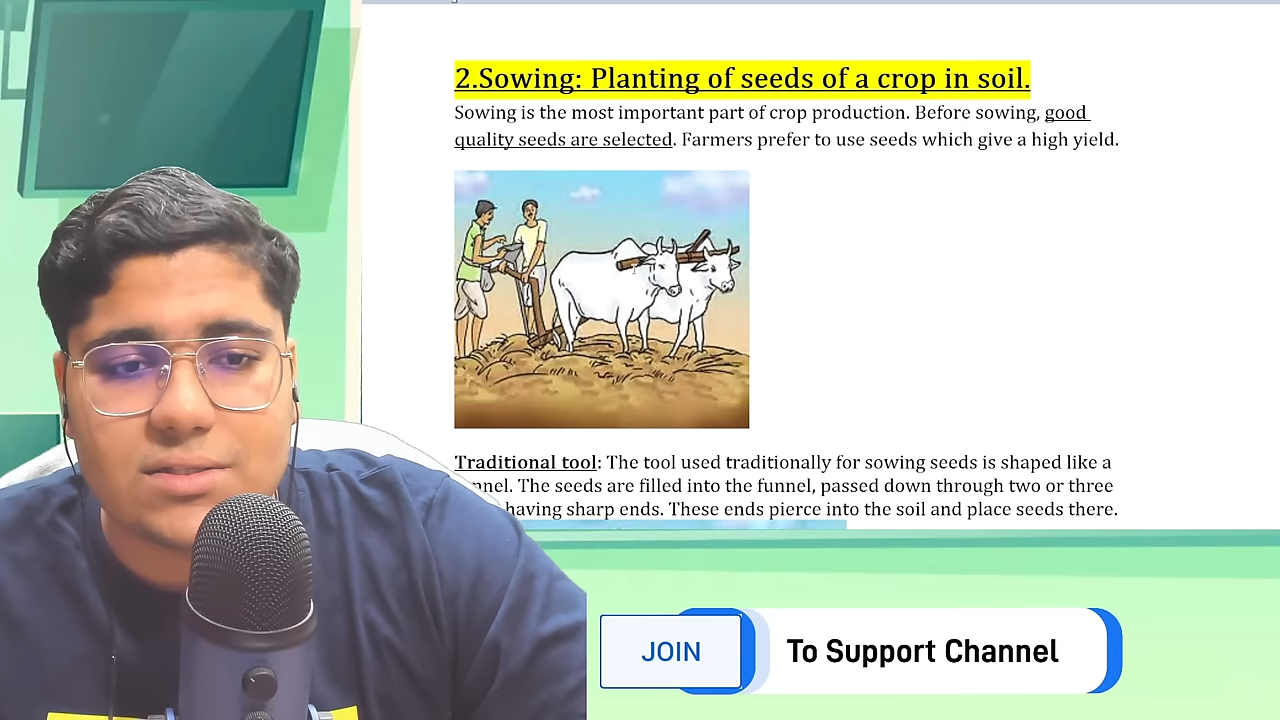 2.Sowing: Planting of seeds of a crop in soil.
Sowing is the most important part of crop production. Before sowing, good
quality seeds are selected. Farmers prefer to use seeds which give a high yield.
Traditional tool: The tool used traditionally for sowing seeds is shaped like a
The seeds are filled into the funnel, passed down through two or three
having sharp ends. These ends pierce into the soil and place seeds there.
JOIN
To Support Channel